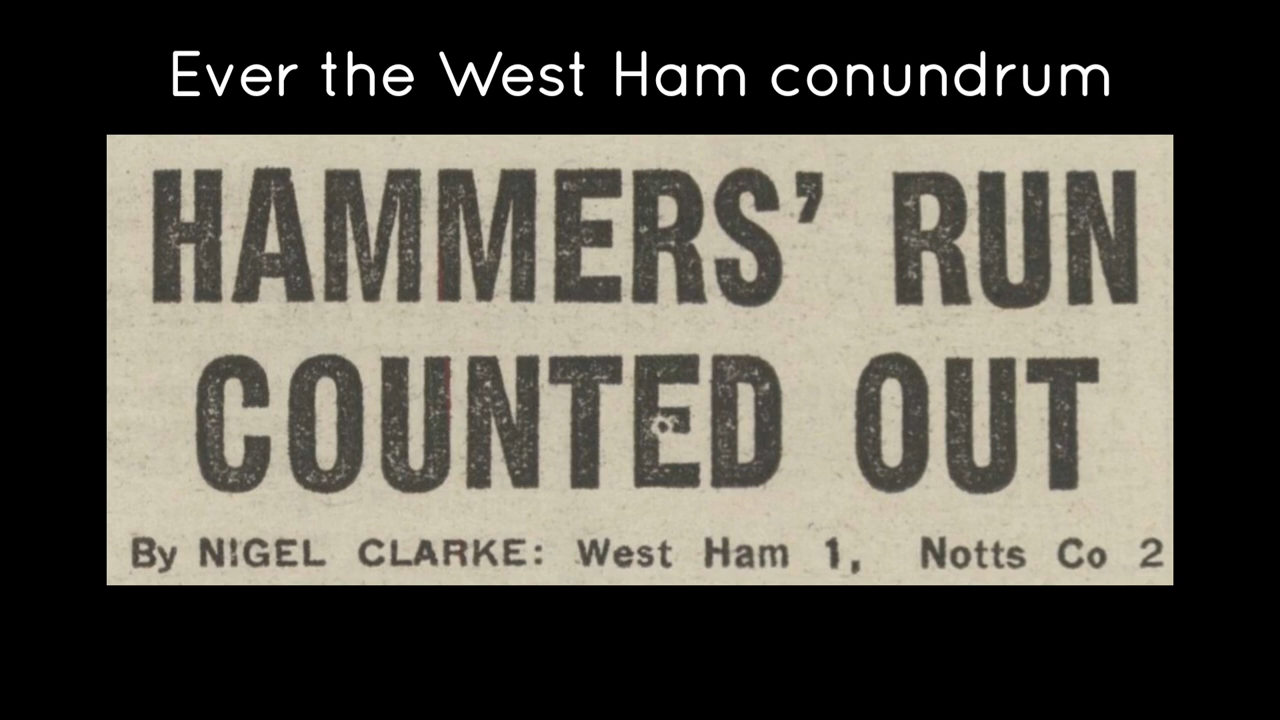 Ever the West Ham conundrum
HAMMERS’ RUN
COUNTED OUT
By NIGEL CLARKE: West Ham 1, Notts Co 2